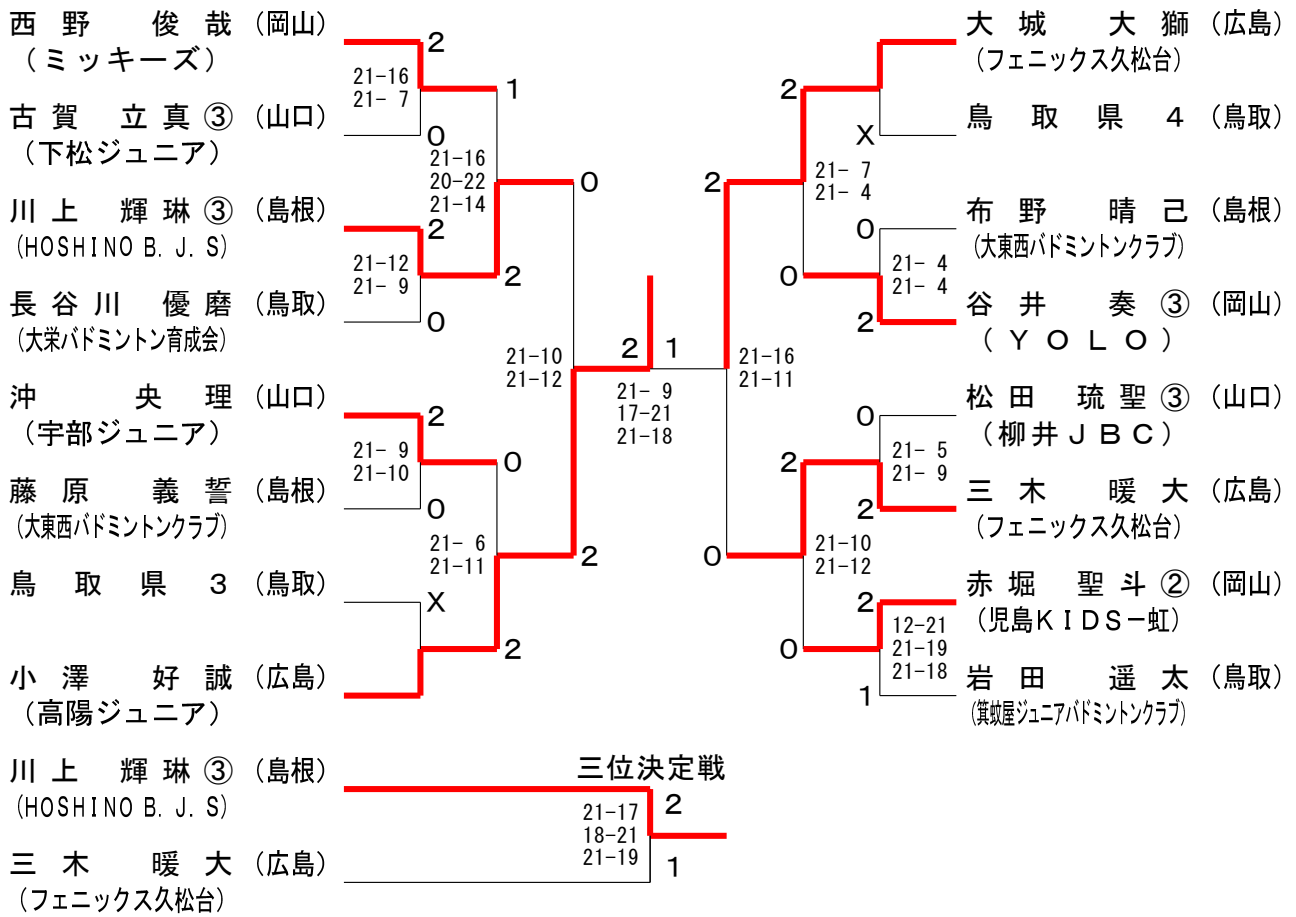 西野 俊哉 (岡山)
(ミッキーズ)
2
21-16
21- 7
1
古賀 立真 ③ (山口)
(下松ジュニア)
0
21-16
20-22
21-14
0
川上 輝琳 ③ (島根)
(HOSHINO B. J. S)
2
21-12
21- 9
2
長谷川 優磨 (鳥取)
(大栄バドミントン育成会)
0
21-10
21-12
沖 央理 (山口)
(宇部ジュニア)
2
21- 9
21-10
0
藤原 義誓 (島根)
(大東西バドミントンクラブ)
0
21- 6
21-11
2
鳥取県3 (鳥取)
X
2
小澤 好誠 (広島)
(高陽ジュニア)
2 1
21- 9
17-21
21-18
大城 大獅 (広島)
(フェニックス久松台)
2
鳥取県4 (鳥取)
X
21- 7
21- 4
2
布野 晴己 (島根)
(大東西バドミントンクラブ)
0
21- 4
21- 4
0
谷井 奏 ③ (岡山)
(YOLO)
2
21-16
21-11
松田 琉聖 ③ (山口)
(柳井JBC)
0
21- 5
21- 9
2
三木 暖大 (広島)
(フェニックス久松台)
2
21-10
21-12
0
赤堀 聖斗 ② (岡山)
(児島KIDSー虹)
2
12-21
21-19
21-18
0
岩田 遥太 (鳥取)
(箕蚊屋ジュニアバドミントンクラブ)
1
三位決定戦
川上 輝琳 ③ (島根)
(HOSHINO B. J. S)
2
21-17
18-21
21-19
三木 暖大 (広島)
(フェニックス久松台)
1